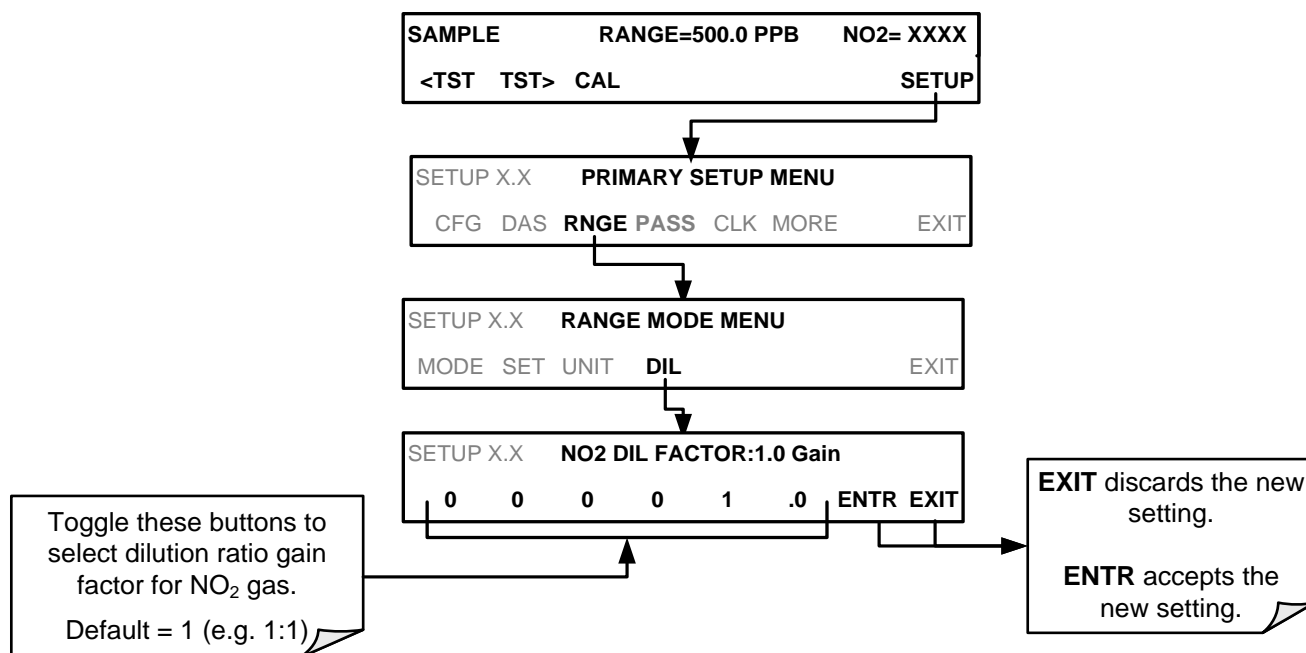 SAMPLE RANGE=500.0 PPB NO2= XXXX
<TST TST> CAL SETUP
SETUP X.X PRIMARY SETUP MENU
CFG DAS RNGE PASS CLK MORE EXIT
SETUP X.X RANGE MODE MENU
MODE SET UNIT DIL EXIT
SETUP X.X NO2 DIL FACTOR:1.0 Gain
0 0 0 0 1 .0 ENTR EXIT
Toggle these buttons to
select dilution ratio gain
factor for NO₂ gas.
Default = 1 (e.g. 1:1)
EXIT discards the new
setting.
ENTR accepts the
new setting.